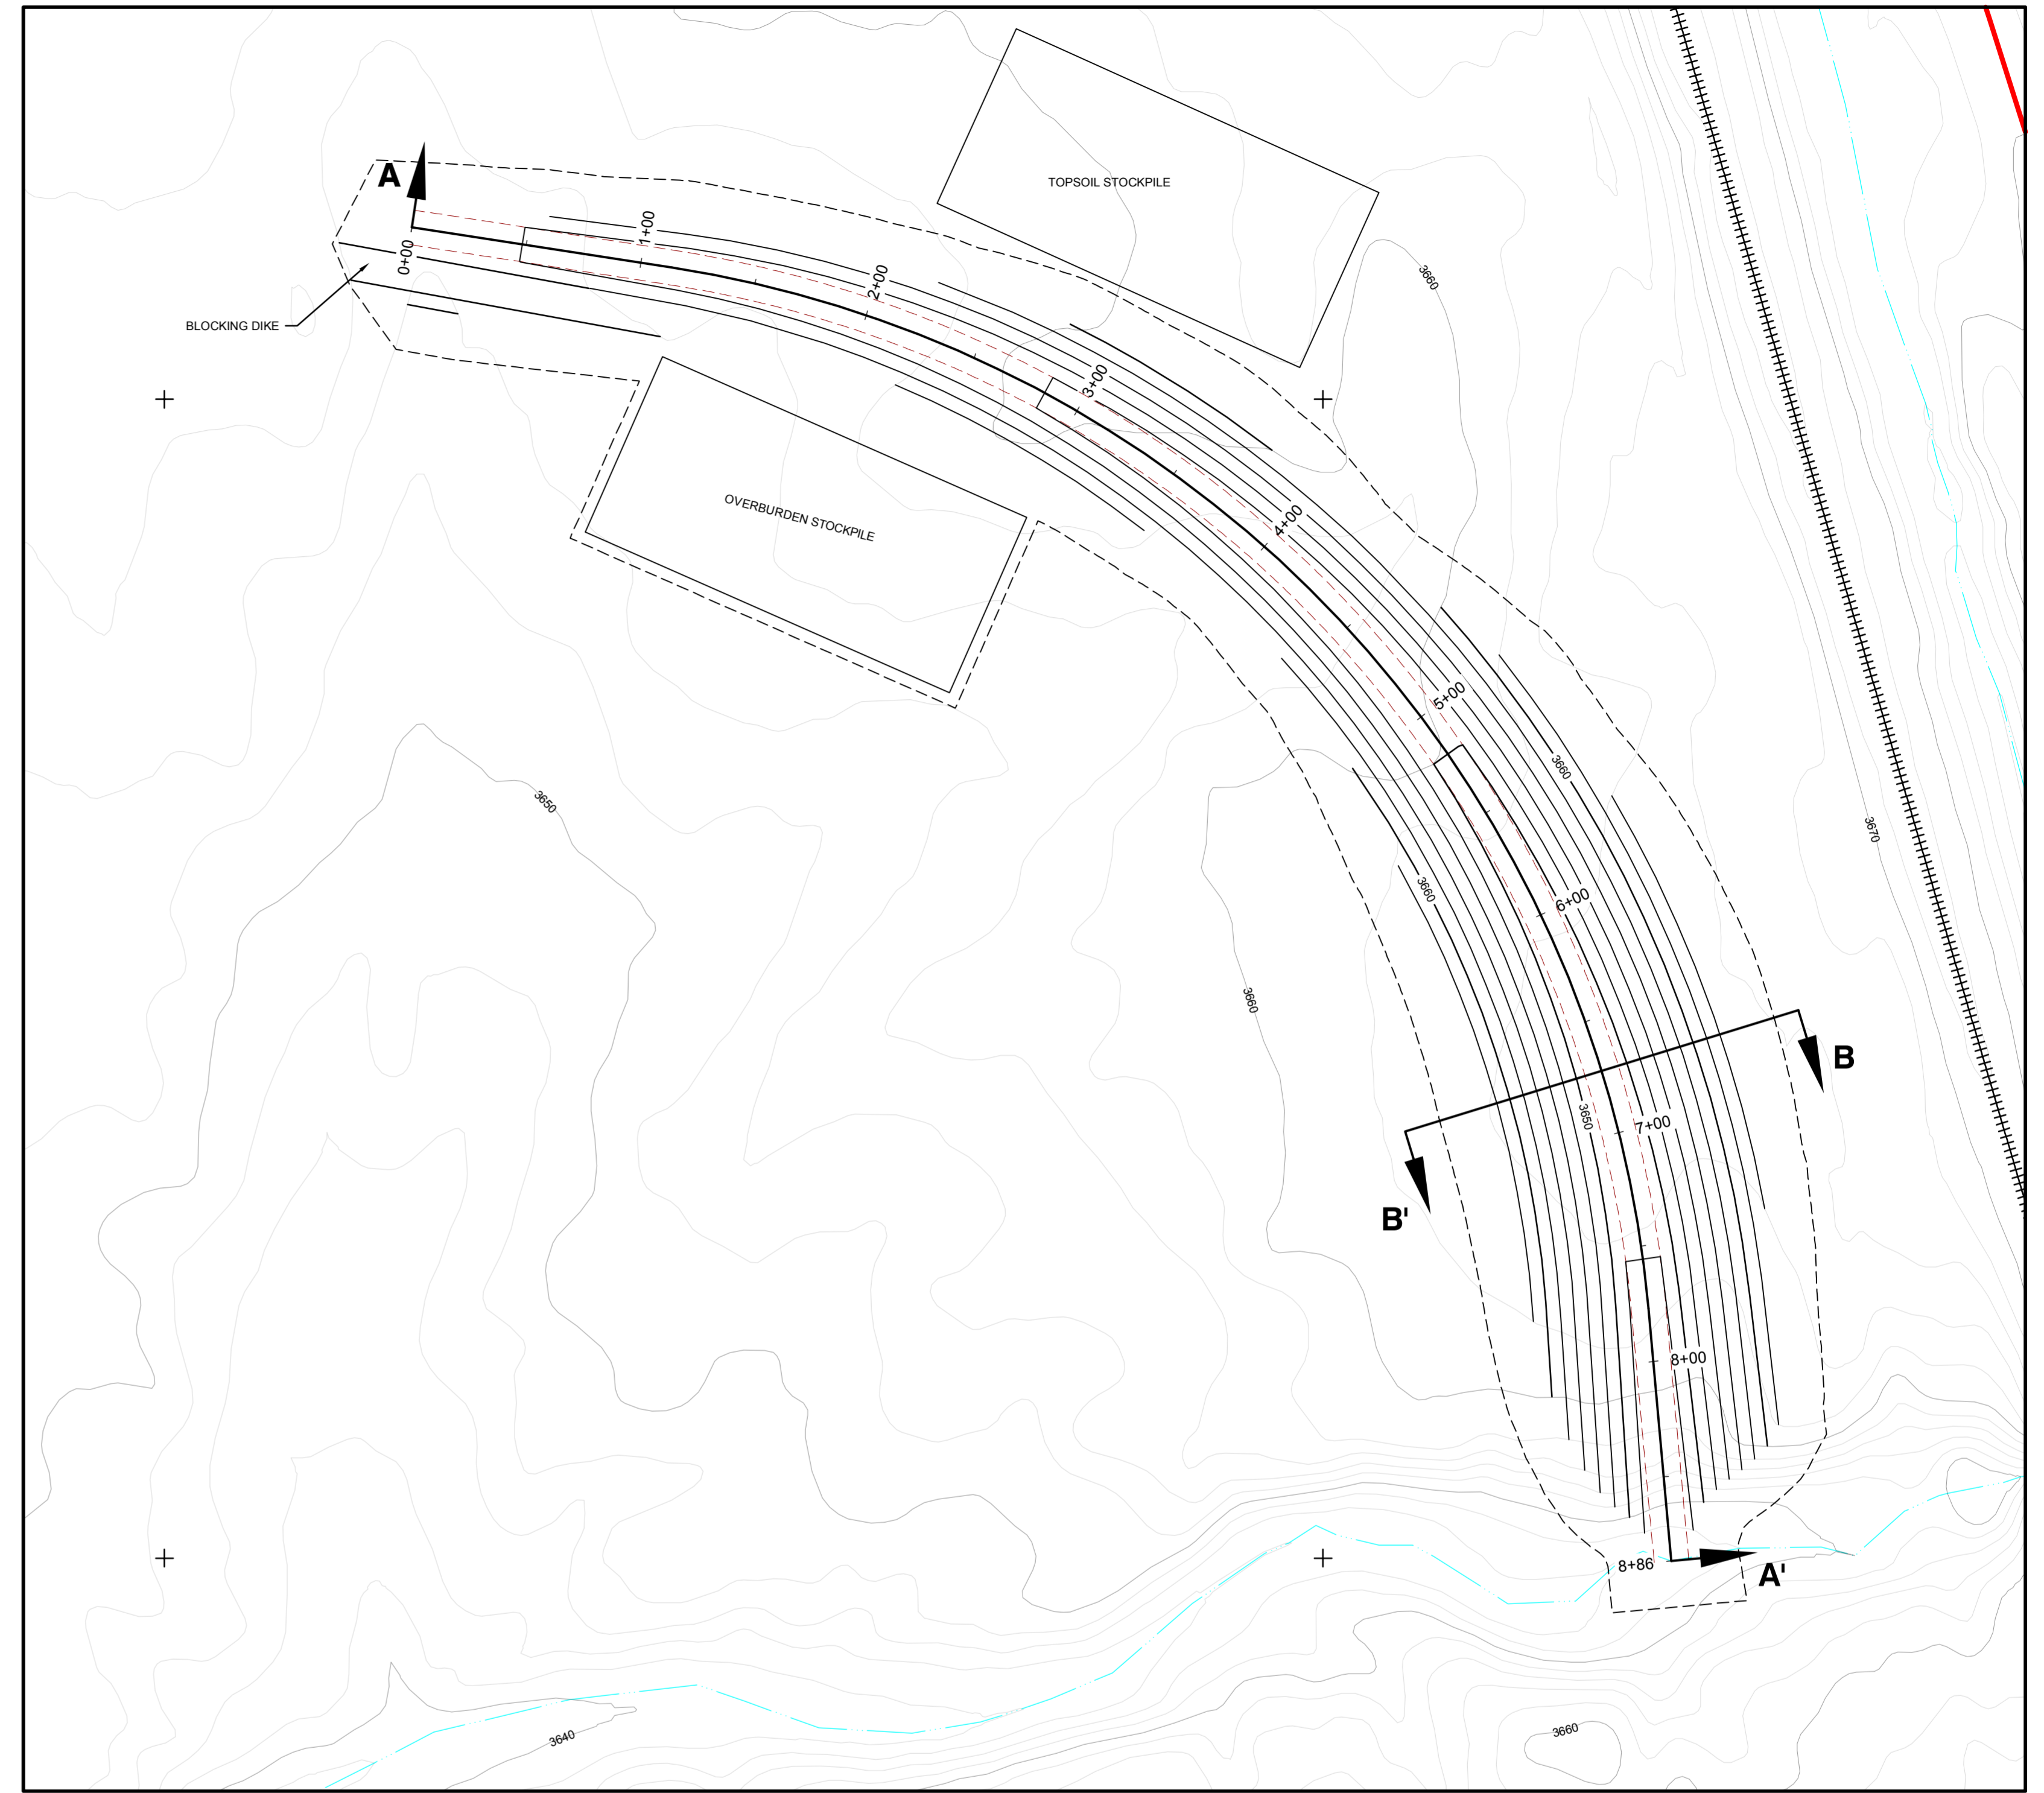 A
TOPSOIL STOCKPILE
1+00
0+00
2+00
3660
BLOCKING DIKE
3+00
OVERBURDEN STOCKPILE
4+00
5+00
3660
3650
3670
3660
6+00
3660
B
3650
7+00
B'
8+00
8+86
A'
3640
3660